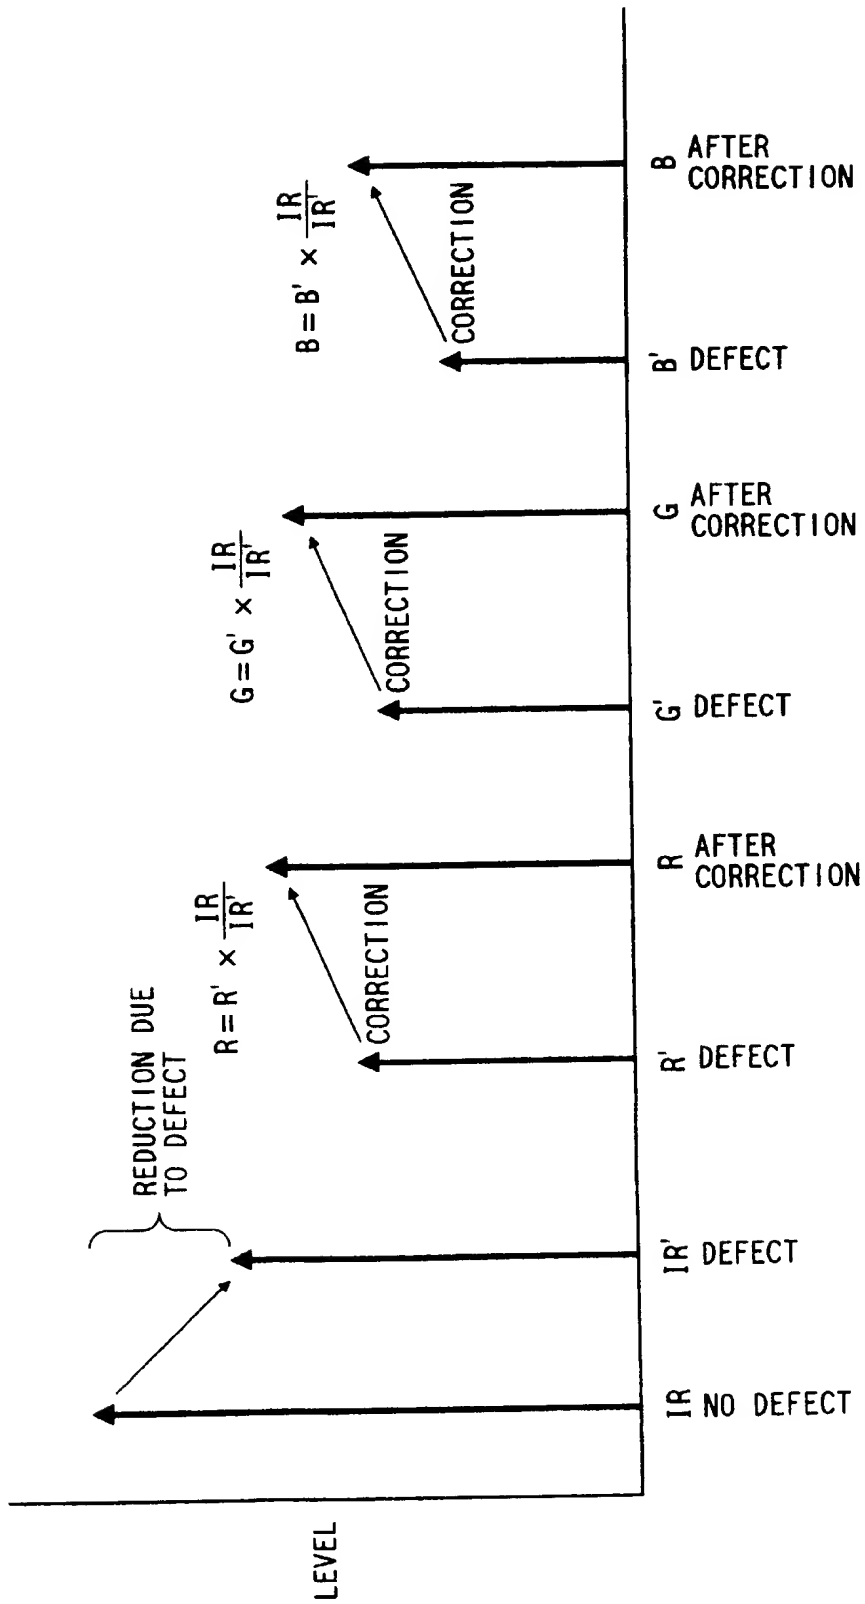 LEVEL
REDUCTION DUE
TO DEFECT
R = R' × IR/IR'
CORRECTION
G = G' × IR/IR'
CORRECTION
B = B' × IR/IR'
CORRECTION
IR NO DEFECT
IR' DEFECT
R' DEFECT
R AFTER
CORRECTION
G' DEFECT
G AFTER
CORRECTION
B' DEFECT
B AFTER
CORRECTION